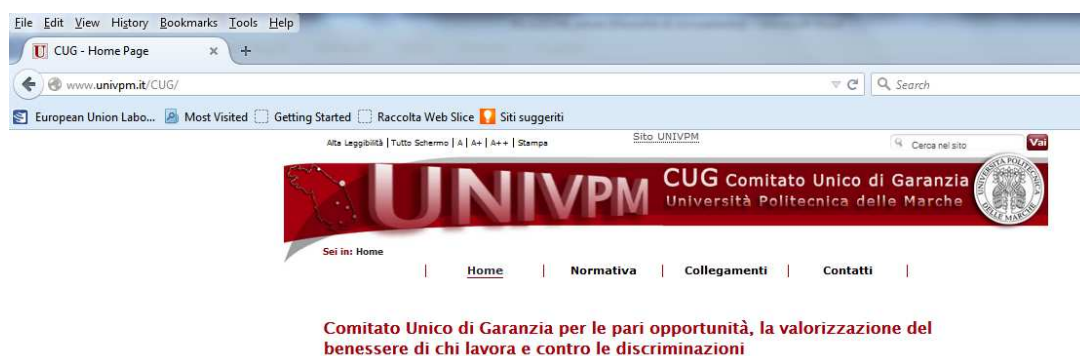 File Edit View History Bookmarks Tools Help
U CUG - Home Page × +
www.univpm.it/CUG/ Search
European Union Labo... Most Visited Getting Started Raccolta Web Slice Siti suggeriti
Alta Leggibilità | Tutto Schermo | A | A+ | A++ | Stampa Sito UNIVPM Cerca nel sito Vai
UNIVPM CUG Comitato Unico di Garanzia
Università Politecnica delle Marche
Sei in: Home
| Home | Normativa | Collegamenti | Contatti |
Comitato Unico di Garanzia per le pari opportunità, la valorizzazione del
benessere di chi lavora e contro le discriminazioni